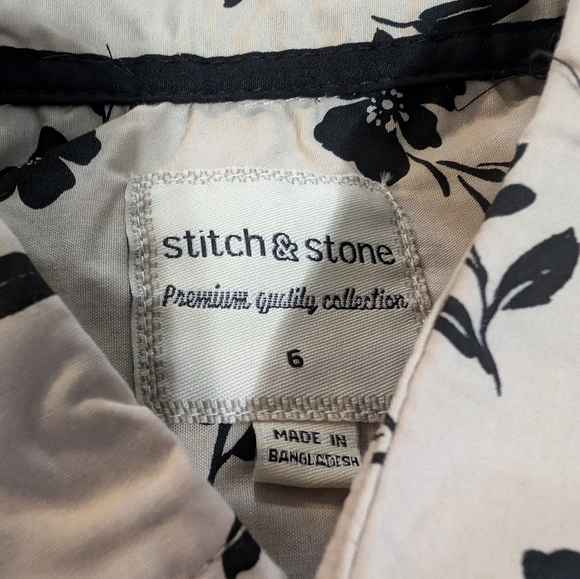 stitch & stone
Premium quality collection
6
MADE IN
BANGLADESH